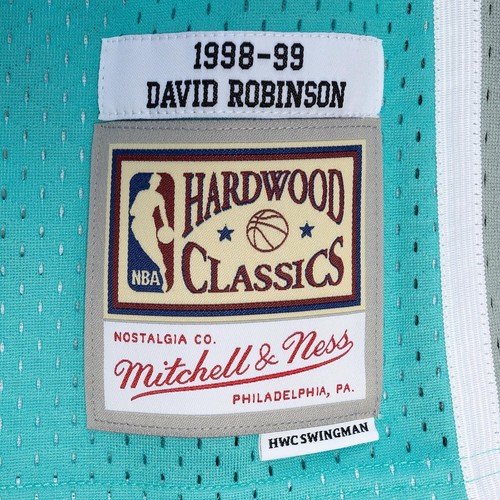 1998-99
DAVID ROBINSON
HARDWOOD
CLASSICS
NBA
NOSTALGIA CO.
Mitchell & Ness
PHILADELPHIA, PA.
HWC SWINGMAN